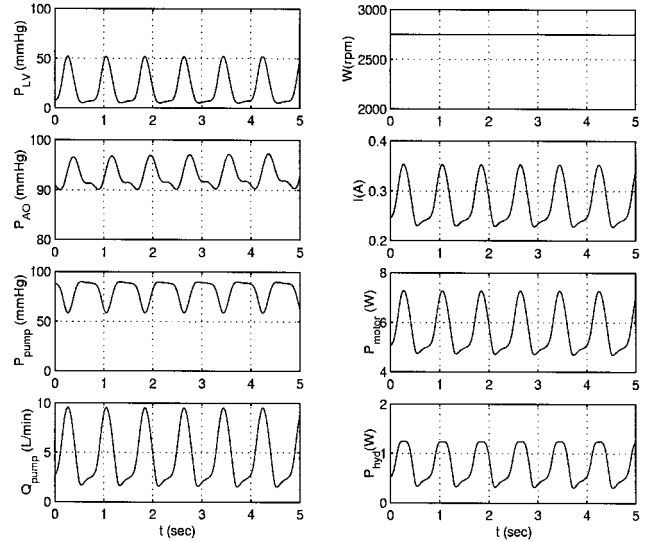 100
50
0
P_LV (mmHg)
0 1 2 3 4 5
100
90
80
P_AO (mmHg)
0 1 2 3 4 5
100
50
0
P_pump (mmHg)
0 1 2 3 4 5
10
5
0
Q_pump (L/min)
0 1 2 3 4 5
t (sec)
3000
2500
2000
W(rpm)
0 1 2 3 4 5
0.4
0.3
0.2
I(A)
0 1 2 3 4 5
8
6
4
P_motor (W)
0 1 2 3 4 5
2
1
0
P_hyd(W)
0 1 2 3 4 5
t (sec)